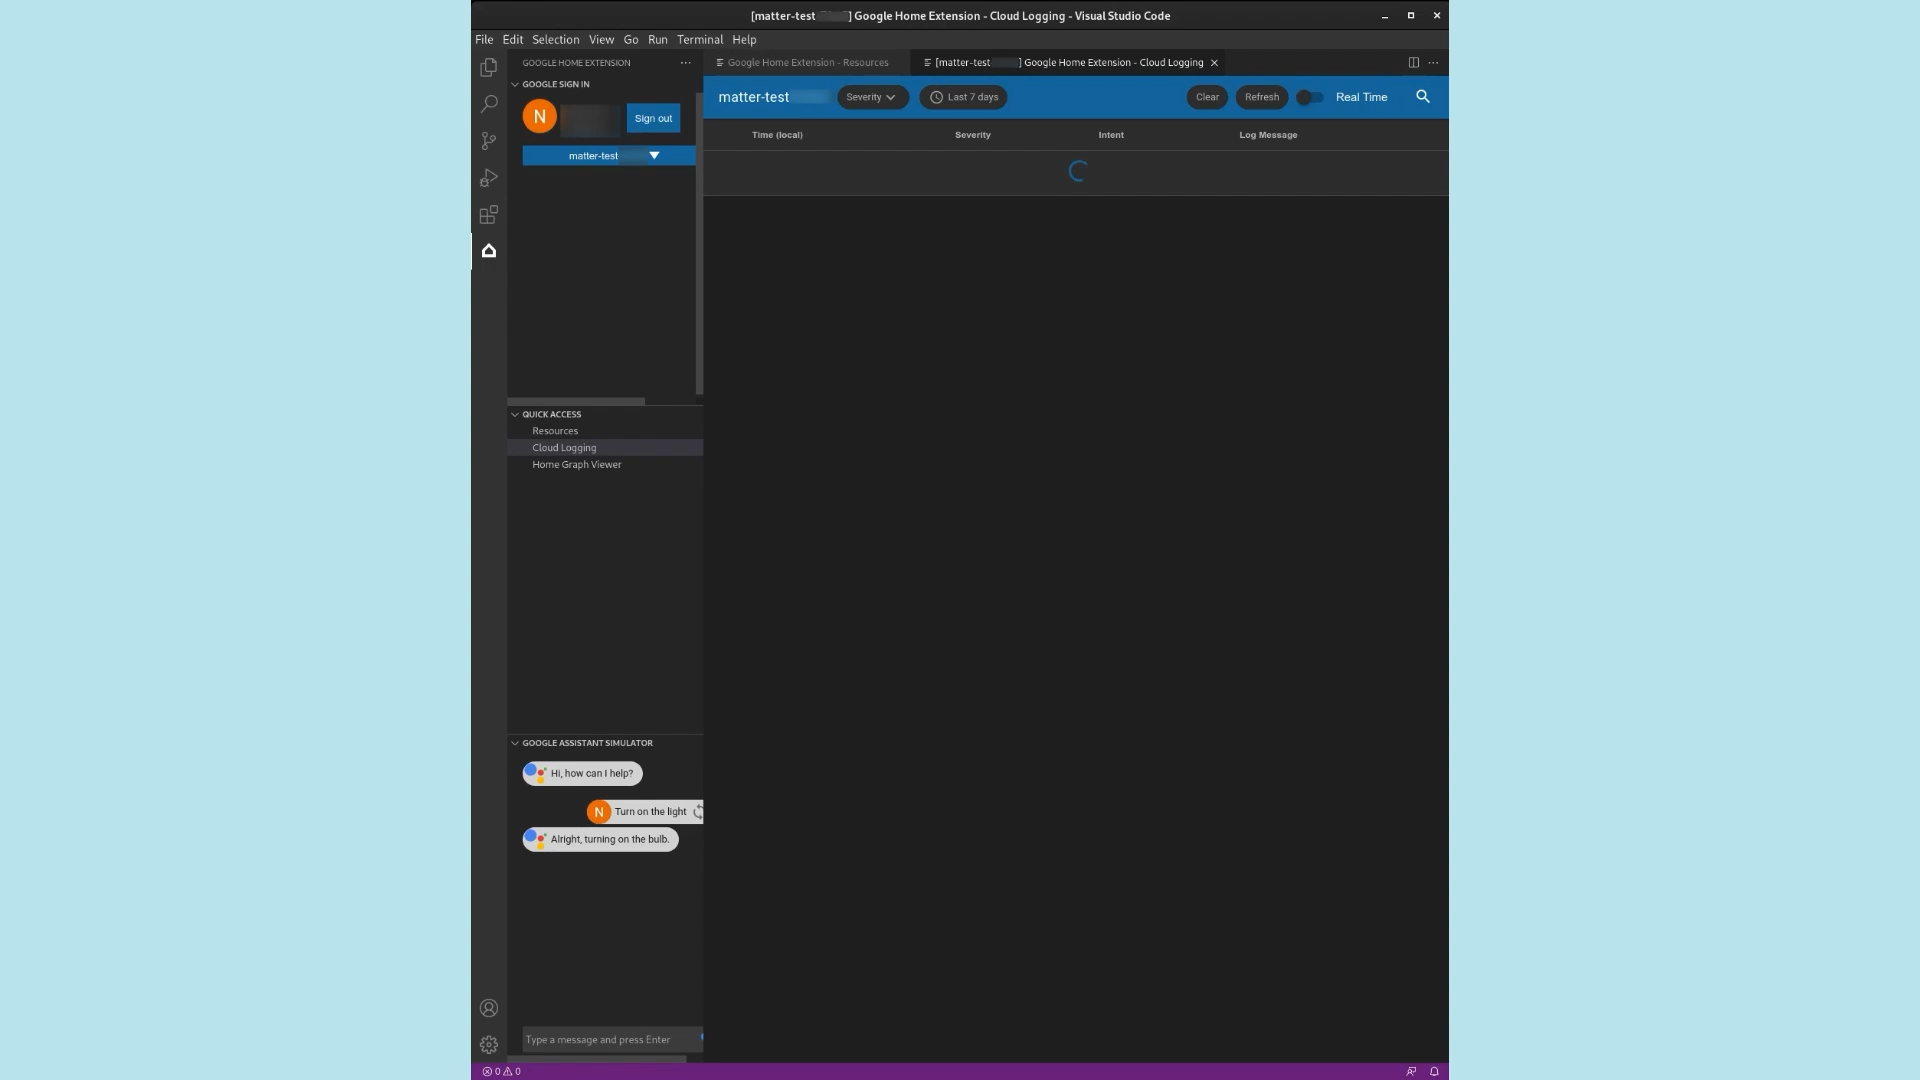 [matter-test ] Google Home Extension - Cloud Logging - Visual Studio Code
File Edit Selection View Go Run Terminal Help
GOOGLE HOME EXTENSION
Google Home Extension - Resources
[matter-test ] Google Home Extension - Cloud Logging
GOOGLE SIGN IN
N
Sign out
matter-test
matter-test
Severity
Last 7 days
Clear
Refresh
Real Time
Time (local)
Severity
Intent
Log Message
QUICK ACCESS
Resources
Cloud Logging
Home Graph Viewer
GOOGLE ASSISTANT SIMULATOR
Hi, how can I help?
N
Turn on the light
Alright, turning on the bulb.
Type a message and press Enter
0 0